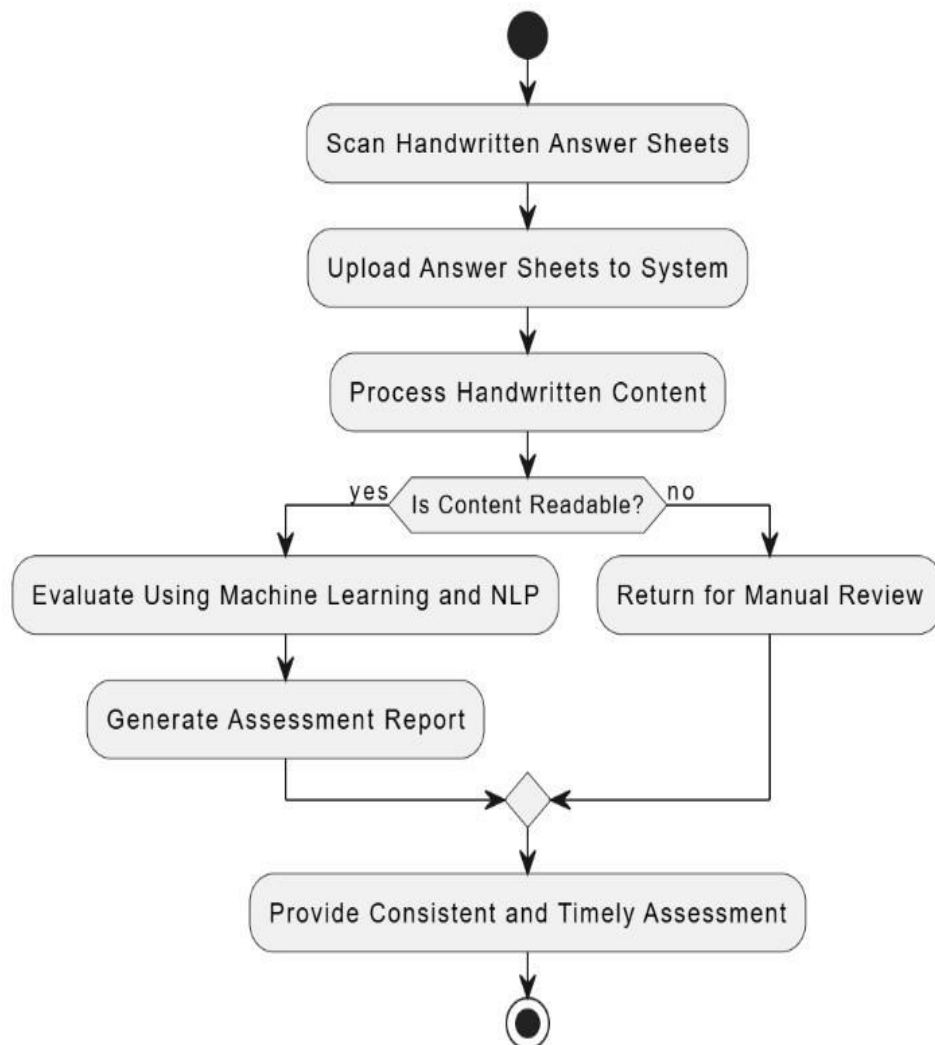 Scan Handwritten Answer Sheets
Upload Answer Sheets to System
Process Handwritten Content
yes
Is Content Readable?
no
Evaluate Using Machine Learning and NLP
Return for Manual Review
Generate Assessment Report
Provide Consistent and Timely Assessment